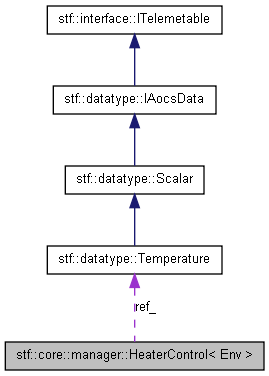 stf::interface::ITelemetable
stf::datatype::IAocsData
stf::datatype::Scalar
stf::datatype::Temperature
ref_
stf::core::manager::HeaterControl< Env >